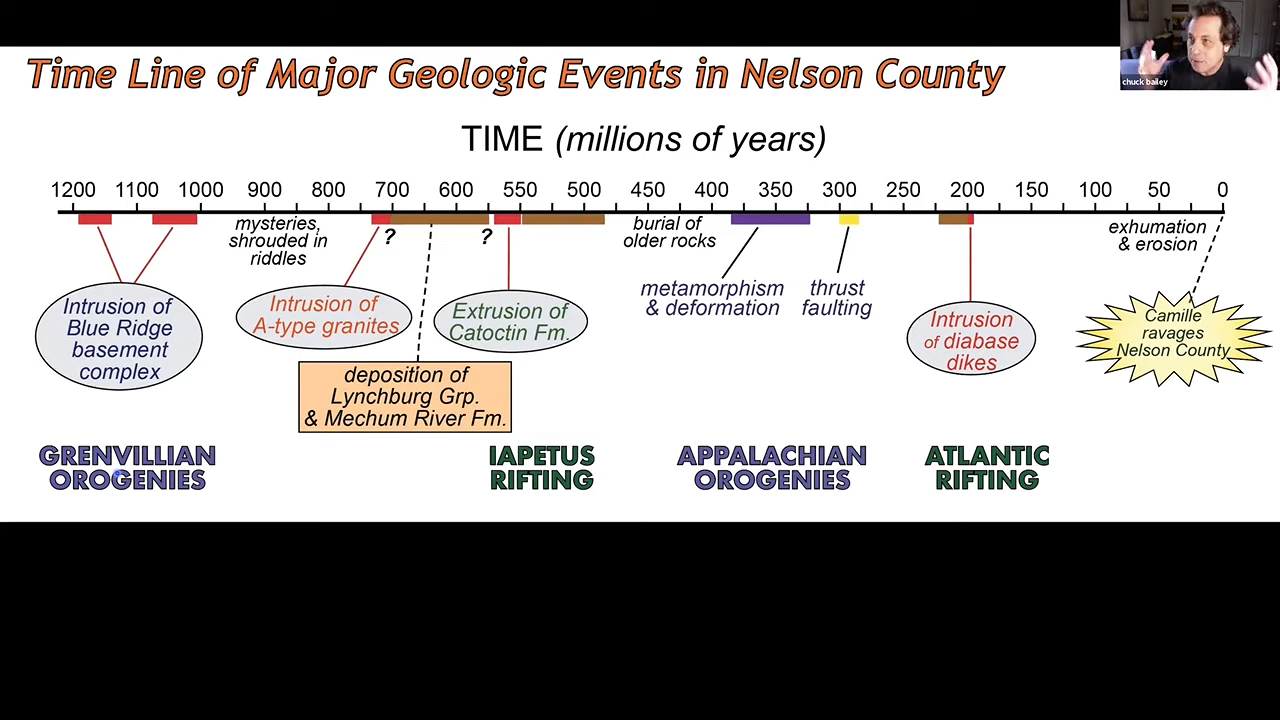 chuck bailey
Time Line of Major Geologic Events in Nelson County
TIME (millions of years)
1200 1100 1000 900 800 700 600 550 500 450 400 350 300 250 200 150 100 50 0
mysteries,
shrouded in
riddles
?
?
burial of
older rocks
exhumation
& erosion
metamorphism
& deformation
thrust
faulting
Intrusion of
Blue Ridge
basement
complex
Intrusion of
A-type granites
Extrusion of
Catoctin Fm.
Intrusion
of diabase
dikes
Camille
ravages
Nelson County
deposition of
Lynchburg Grp.
& Mechum River Fm.
GRENVILLIAN
OROGENIES
IAPETUS
RIFTING
APPALACHIAN
OROGENIES
ATLANTIC
RIFTING